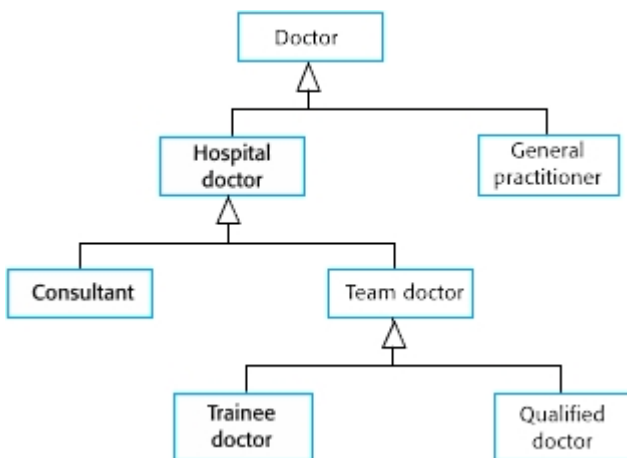 Doctor
Hospital
doctor
General
practitioner
Consultant
Team doctor
Trainee
doctor
Qualified
doctor